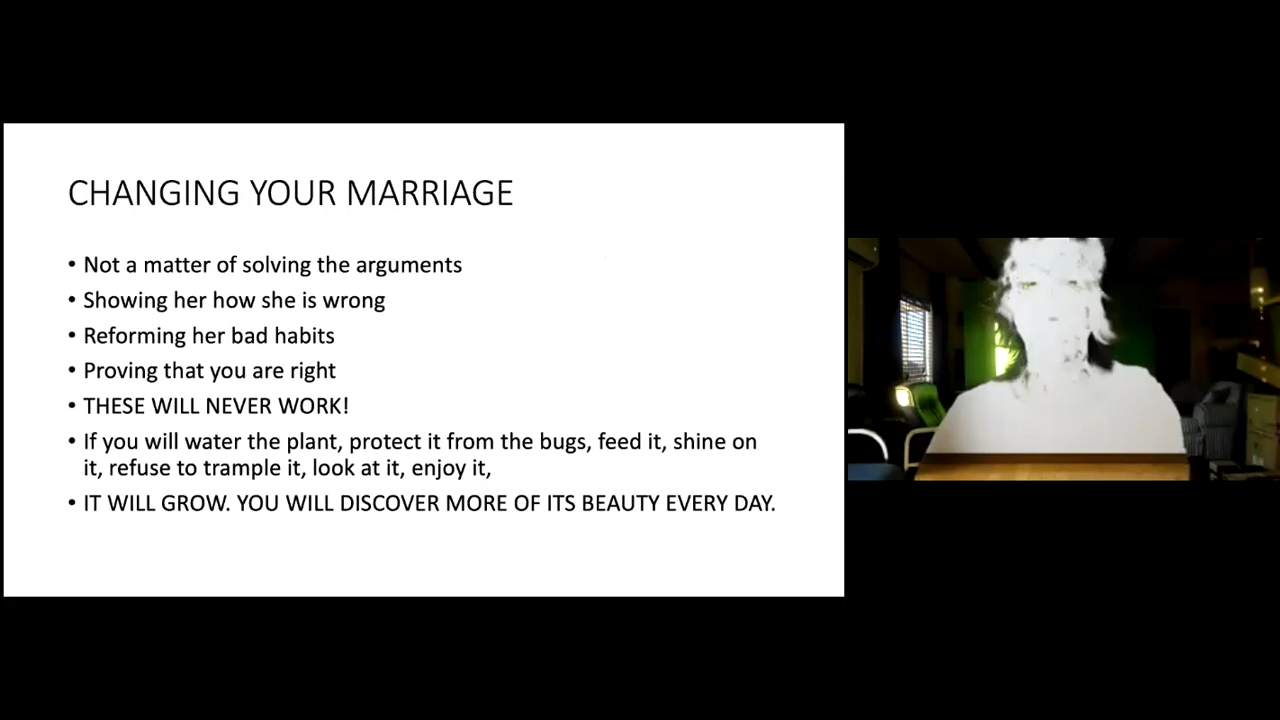 CHANGING YOUR MARRIAGE
• Not a matter of solving the arguments
• Showing her how she is wrong
• Reforming her bad habits
• Proving that you are right
• THESE WILL NEVER WORK!
• If you will water the plant, protect it from the bugs, feed it, shine on
it, refuse to trample it, look at it, enjoy it,
• IT WILL GROW. YOU WILL DISCOVER MORE OF ITS BEAUTY EVERY DAY.